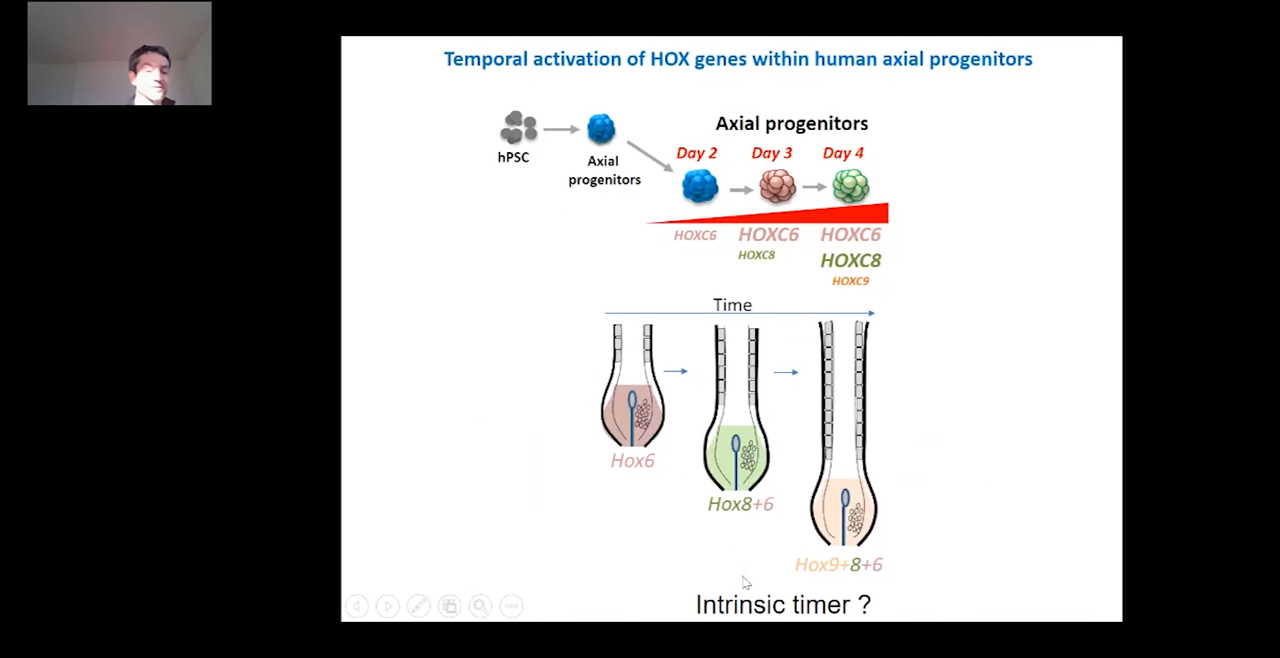 Temporal activation of HOX genes within human axial progenitors
Axial progenitors
hPSC
Axial
progenitors
Day 2
Day 3
Day 4
HOXC6
HOXC6
HOXC6
HOXC8
HOXC8
HOXC9
Time
Hox6
Hox8+6
Hox9+8+6
Intrinsic timer ?